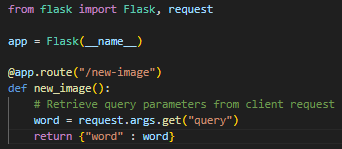 from flask import Flask, request
app = Flask(__name__)
@app.route("/new-image")
def new_image():
    # Retrieve query parameters from client request
    word = request.args.get("query")
    return {"word" : word}